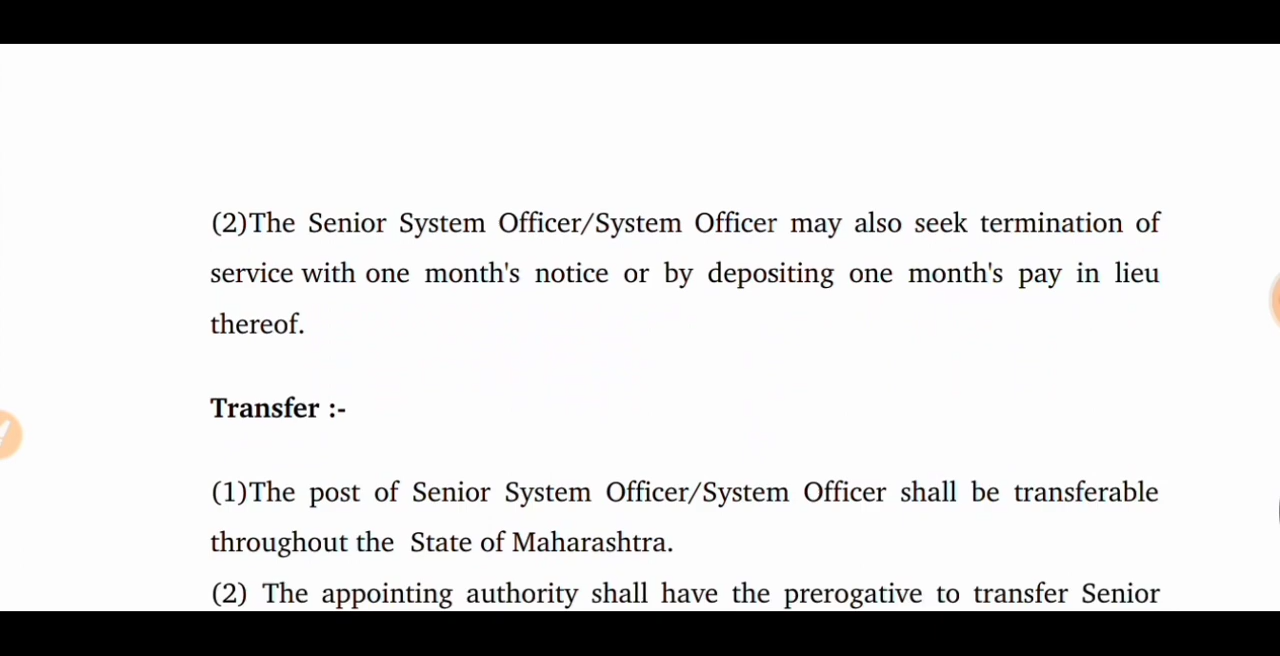 (2)The Senior System Officer/System Officer may also seek termination of
service with one month's notice or by depositing one month's pay in lieu
thereof.
Transfer :-
(1)The post of Senior System Officer/System Officer shall be transferable
throughout the State of Maharashtra.
(2) The appointing authority shall have the prerogative to transfer Senior